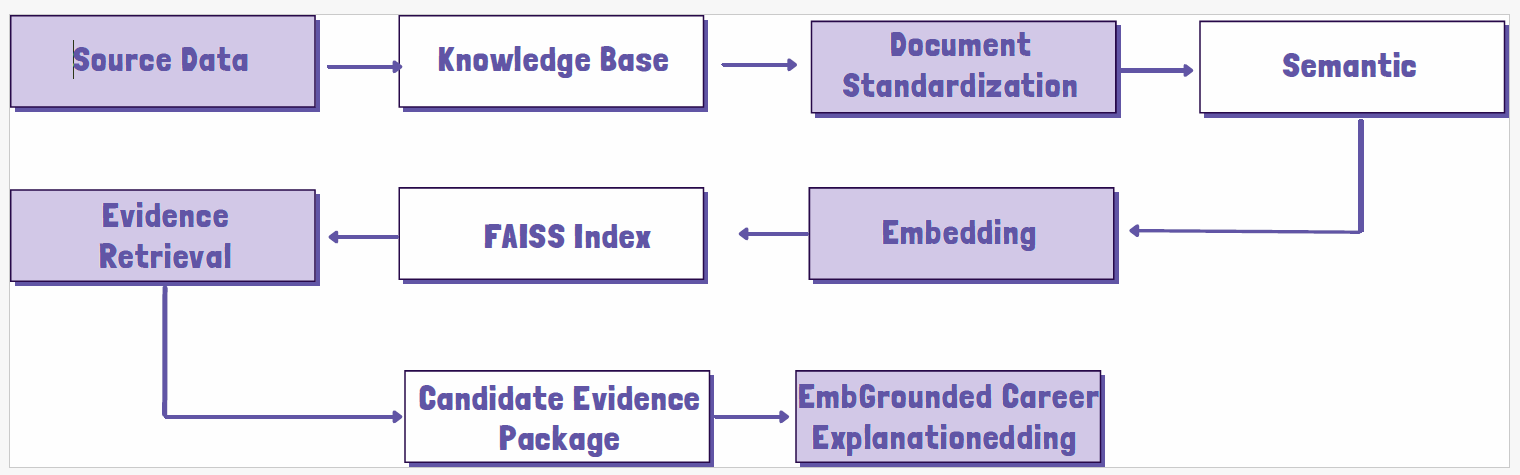 Source Data
Knowledge Base
Document
Standardization
Semantic
Embedding
FAISS Index
Evidence
Retrieval
Candidate Evidence
Package
EmbGrounded Career
Explanationedding